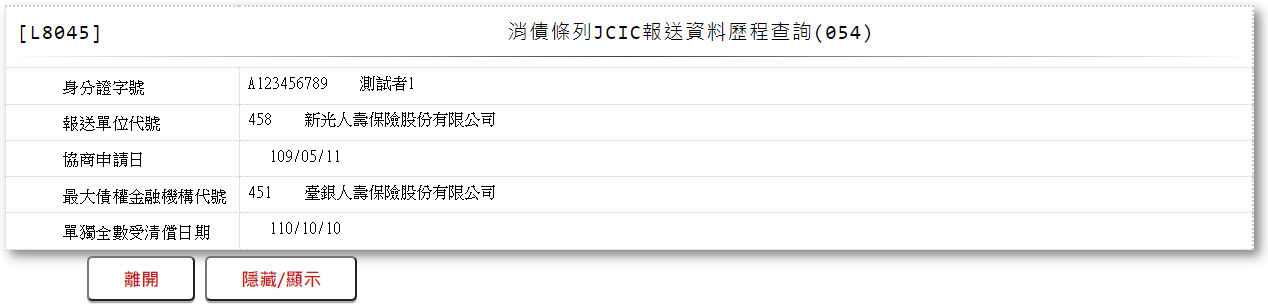 [L8045] 消債條列JCIC報送資料歷程查詢(054)
身分證字號 A123456789 測試者1
報送單位代號 458 新光人壽保險股份有限公司
協商申請日 109/05/11
最大債權金融機構代號 451 臺銀人壽保險股份有限公司
單獨全數受清償日期 110/10/10
離開 隱藏/顯示